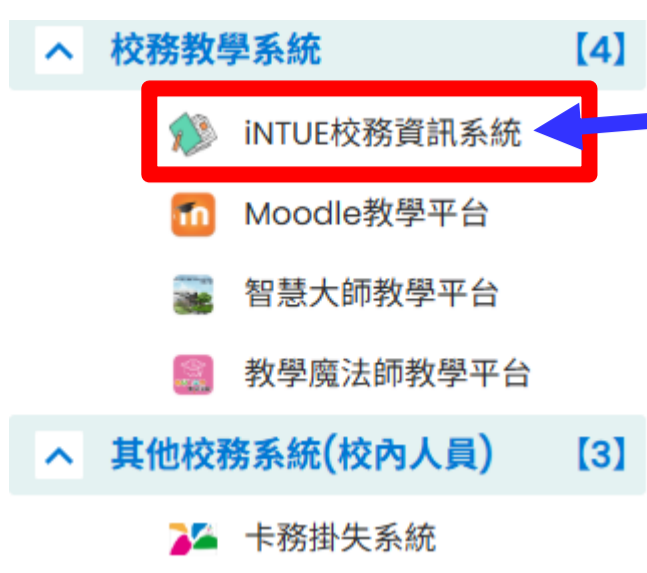 校務教學系統 【4】
iNTUE校務資訊系統
Moodle教學平台
智慧大師教學平台
教學魔法師教學平台
其他校務系統(校內人員) 【3】
卡務掛失系統